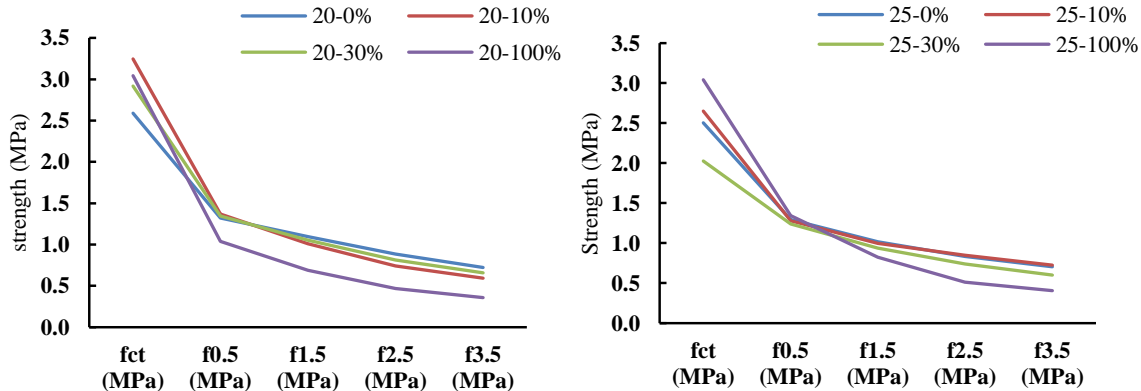 20-0% 20-10%
20-30% 20-100%
3.5
3.0
2.5
2.0
1.5
1.0
0.5
0.0
strength (MPa)
fct (MPa)
f0.5 (MPa)
f1.5 (MPa)
f2.5 (MPa)
f3.5 (MPa)
25-0% 25-10%
25-30% 25-100%
3.5
3.0
2.5
2.0
1.5
1.0
0.5
0.0
Strength (MPa)
fct (MPa)
f0.5 (MPa)
f1.5 (MPa)
f2.5 (MPa)
f3.5 (MPa)